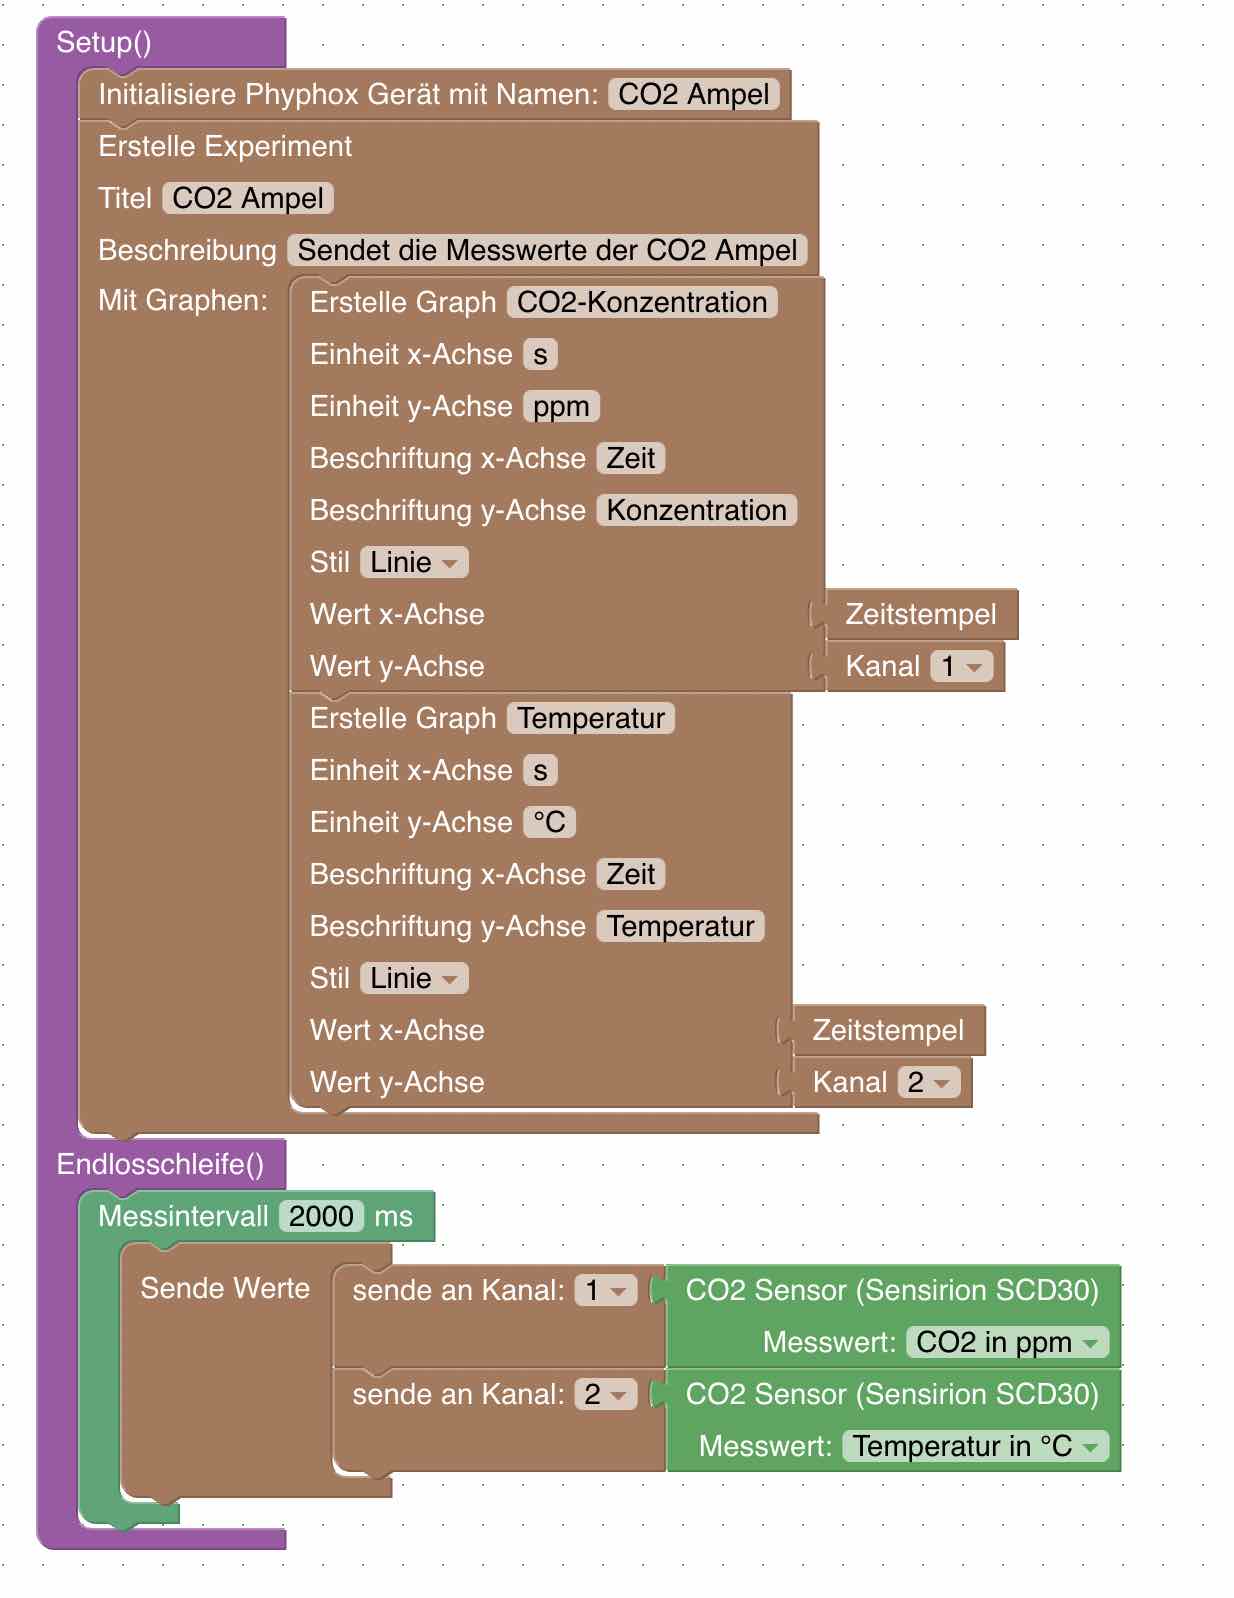 Setup()
Initialisiere Phyphox Gerät mit Namen: CO2 Ampel
Erstelle Experiment
Titel CO2 Ampel
Beschreibung Sendet die Messwerte der CO2 Ampel
Mit Graphen: Erstelle Graph CO2-Konzentration
Einheit x-Achse s
Einheit y-Achse ppm
Beschriftung x-Achse Zeit
Beschriftung y-Achse Konzentration
Stil Linie
Wert x-Achse Zeitstempel
Wert y-Achse Kanal 1
Erstelle Graph Temperatur
Einheit x-Achse s
Einheit y-Achse °C
Beschriftung x-Achse Zeit
Beschriftung y-Achse Temperatur
Stil Linie
Wert x-Achse Zeitstempel
Wert y-Achse Kanal 2
Endlosschleife()
Messintervall 2000 ms
Sende Werte sende an Kanal: 1 CO2 Sensor (Sensirion SCD30)
Messwert: CO2 in ppm
sende an Kanal: 2 CO2 Sensor (Sensirion SCD30)
Messwert: Temperatur in °C